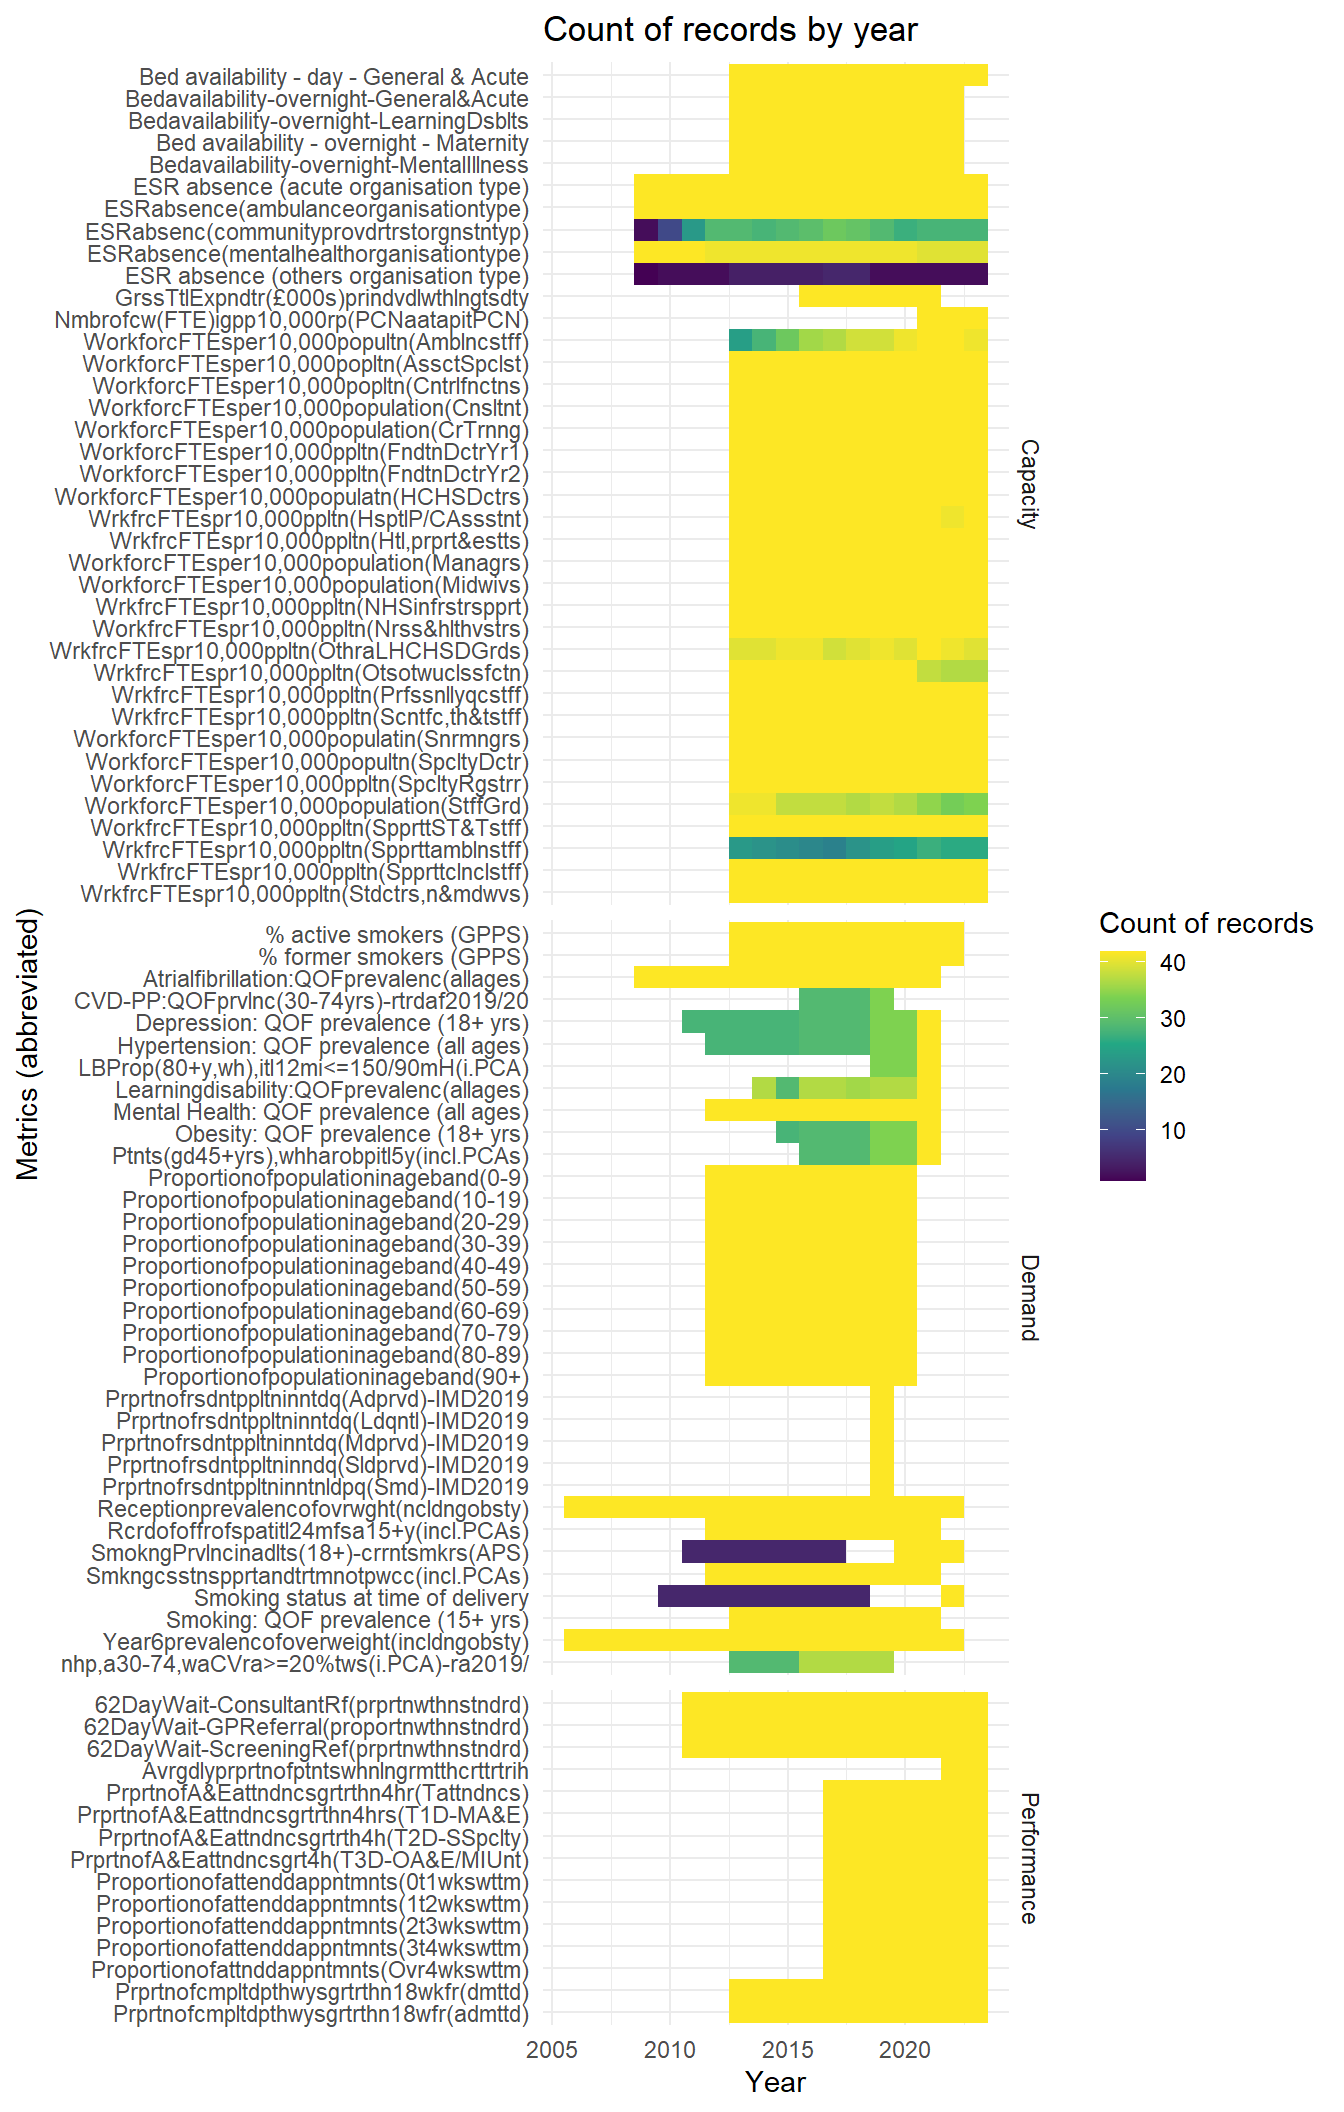 Count of records by year
Bed availability - day - General & Acute
Bedavailability-overnight-General&Acute
Bedavailability-overnight-LearningDsblts
Bed availability - overnight - Maternity
Bedavailability-overnight-MentalIllness
ESR absence (acute organisation type)
ESRabsence(ambulanceorganisationtype)
ESRabsenc(communityprovdrtrstorgnstntyp)
ESRabsence(mentalhealthorganisationtype)
ESR absence (others organisation type)
GrssTtlExpndtr(£000s)prindvdlwthlngtsdty
Nmbrofcw(FTE)igpp10,000rp(PCNaatapitPCN)
WorkforcFTEsper10,000popultn(Amblncstff)
WorkforcFTEsper10,000popltn(AssctSpclst)
WorkforcFTEsper10,000popltn(Cntrlfnctns)
WorkforcFTEsper10,000population(Cnsltnt)
WorkforcFTEsper10,000population(CrTrnng)
WorkforcFTEsper10,000ppltn(FndtnDctrYr1)
WorkforcFTEsper10,000ppltn(FndtnDctrYr2)
WorkforcFTEsper10,000populatn(HCHSDctrs)
WrkfrcFTEspr10,000ppltn(HsptlP/CAssstnt)
WrkfrcFTEspr10,000ppltn(Htl,prprt&estts)
WorkforcFTEsper10,000population(Managrs)
WorkforcFTEsper10,000population(Midwivs)
WrkfrcFTEspr10,000ppltn(NHSinfrstrspprt)
WorkfrcFTEspr10,000ppltn(Nrss&hlthvstrs)
WrkfrcFTEspr10,000ppltn(OthraLHCHSDGrds)
WrkfrcFTEspr10,000ppltn(Otsotwuclssfctn)
WrkfrcFTEspr10,000ppltn(Prfssnllyqcstff)
WrkfrcFTEspr10,000ppltn(Scntfc,th&tstff)
WorkforcFTEsper10,000populatin(Snrmngrs)
WorkforcFTEsper10,000popultn(SpcltyDctr)
WorkforcFTEsper10,000ppltn(SpcltyRgstrr)
WorkforcFTEsper10,000population(StffGrd)
WorkfrcFTEspr10,000ppltn(SpprttST&Tstff)
WrkfrcFTEspr10,000ppltn(Spprttamblnstff)
WrkfrcFTEspr10,000ppltn(Spprttclnclstff)
WrkfrcFTEspr10,000ppltn(Stdctrs,n&mdwvs)
Capacity
% active smokers (GPPS)
% former smokers (GPPS)
Atrialfibrillation:QOFprevalenc(allages)
CVD-PP:QOFprvlnc(30-74yrs)-rtrdaf2019/20
Depression: QOF prevalence (18+ yrs)
Hypertension: QOF prevalence (all ages)
LBProp(80+y,wh),itl12mi<=150/90mH(i.PCA)
Learningdisability:QOFprevalenc(allages)
Mental Health: QOF prevalence (all ages)
Obesity: QOF prevalence (18+ yrs)
Ptnts(gd45+yrs),whharobpitl5y(incl.PCAs)
Proportionofpopulationinageband(0-9)
Proportionofpopulationinageband(10-19)
Proportionofpopulationinageband(20-29)
Proportionofpopulationinageband(30-39)
Proportionofpopulationinageband(40-49)
Proportionofpopulationinageband(50-59)
Proportionofpopulationinageband(60-69)
Proportionofpopulationinageband(70-79)
Proportionofpopulationinageband(80-89)
Proportionofpopulationinageband(90+)
Prprtnofrsdntppltninntdq(Adprvd)-IMD2019
Prprtnofrsdntppltninntdq(Ldqntl)-IMD2019
Prprtnofrsdntppltninntdq(Mdprvd)-IMD2019
Prprtnofrsdntppltninndq(Sldprvd)-IMD2019
Prprtnofrsdntppltninntnldpq(Smd)-IMD2019
Receptionprevalencofovrwght(ncldngobsty)
Rcrdofoffrofspatitl24mfsa15+y(incl.PCAs)
SmokngPrvlncinadlts(18+)-crrntsmkrs(APS)
Smkngcsstnspprtandtrtmnotpwcc(incl.PCAs)
Smoking status at time of delivery
Smoking: QOF prevalence (15+ yrs)
Year6prevalencofoverweight(incldngobsty)
nhp,a30-74,waCVra>=20%tws(i.PCA)-ra2019/
Demand
62DayWait-ConsultantRf(prprtnwthnstndrd)
62DayWait-GPReferral(proportnwthnstndrd)
62DayWait-ScreeningRef(prprtnwthnstndrd)
Avrgdlyprprtnofptntswhnlngrmtthcrttrtrih
PrprtnofA&Eattndncsgrtrthn4hr(Tattndncs)
PrprtnofA&Eattndncsgrtrthn4hrs(T1D-MA&E)
PrprtnofA&Eattndncsgrtrth4h(T2D-SSpclty)
PrprtnofA&Eattndncsgrt4h(T3D-OA&E/MIUnt)
Proportionofattenddappntmnts(0t1wkswttm)
Proportionofattenddappntmnts(1t2wkswttm)
Proportionofattenddappntmnts(2t3wkswttm)
Proportionofattenddappntmnts(3t4wkswttm)
Proportionofattnddappntmnts(Ovr4wkswttm)
Prprtnofcmpltdpthwysgrtrthn18wkfr(dmttd)
Prprtnofcmpltdpthwysgrtrthn18wfr(admttd)
Performance
Metrics (abbreviated)
2005 2010 2015 2020
Year
Count of records
40
30
20
10